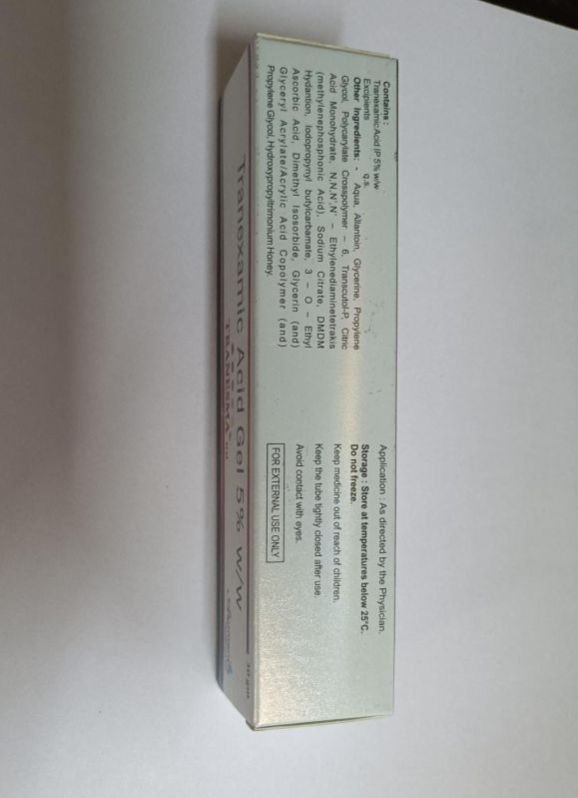 Contains :
Tranexamic Acid IP 5% w/w
Excipients q.s.
Other Ingredients: - Aqua, Allantoin, Glycerine, Propylene
Glycol, Polycarylate Crosspolymer – 6, Transcutol-P, Citric
Acid Monohydrate, N,N,N',N' – Ethylenediaminetetrakis
(methylenephosphonic Acid), Sodium Citrate, DMDM
Hydantion, Iodopropynyl butylcarbamate, 3 – O – Ethyl
Ascorbic Acid, Dimethyl Isosorbide, Glycerin (and)
Glyceryl Acrylate/Acrylic Acid Copolymer (and)
Propylene Glycol, Hydroxypropyltrimonium Honey.
Application : As directed by the Physician.
Storage : Store at temperatures below 25°C.
Do not freeze.
Keep medicine out of reach of children.
Keep the tube tightly closed after use.
Avoid contact with eyes.
FOR EXTERNAL USE ONLY
Tranexamic Acid Gel 5% w/w